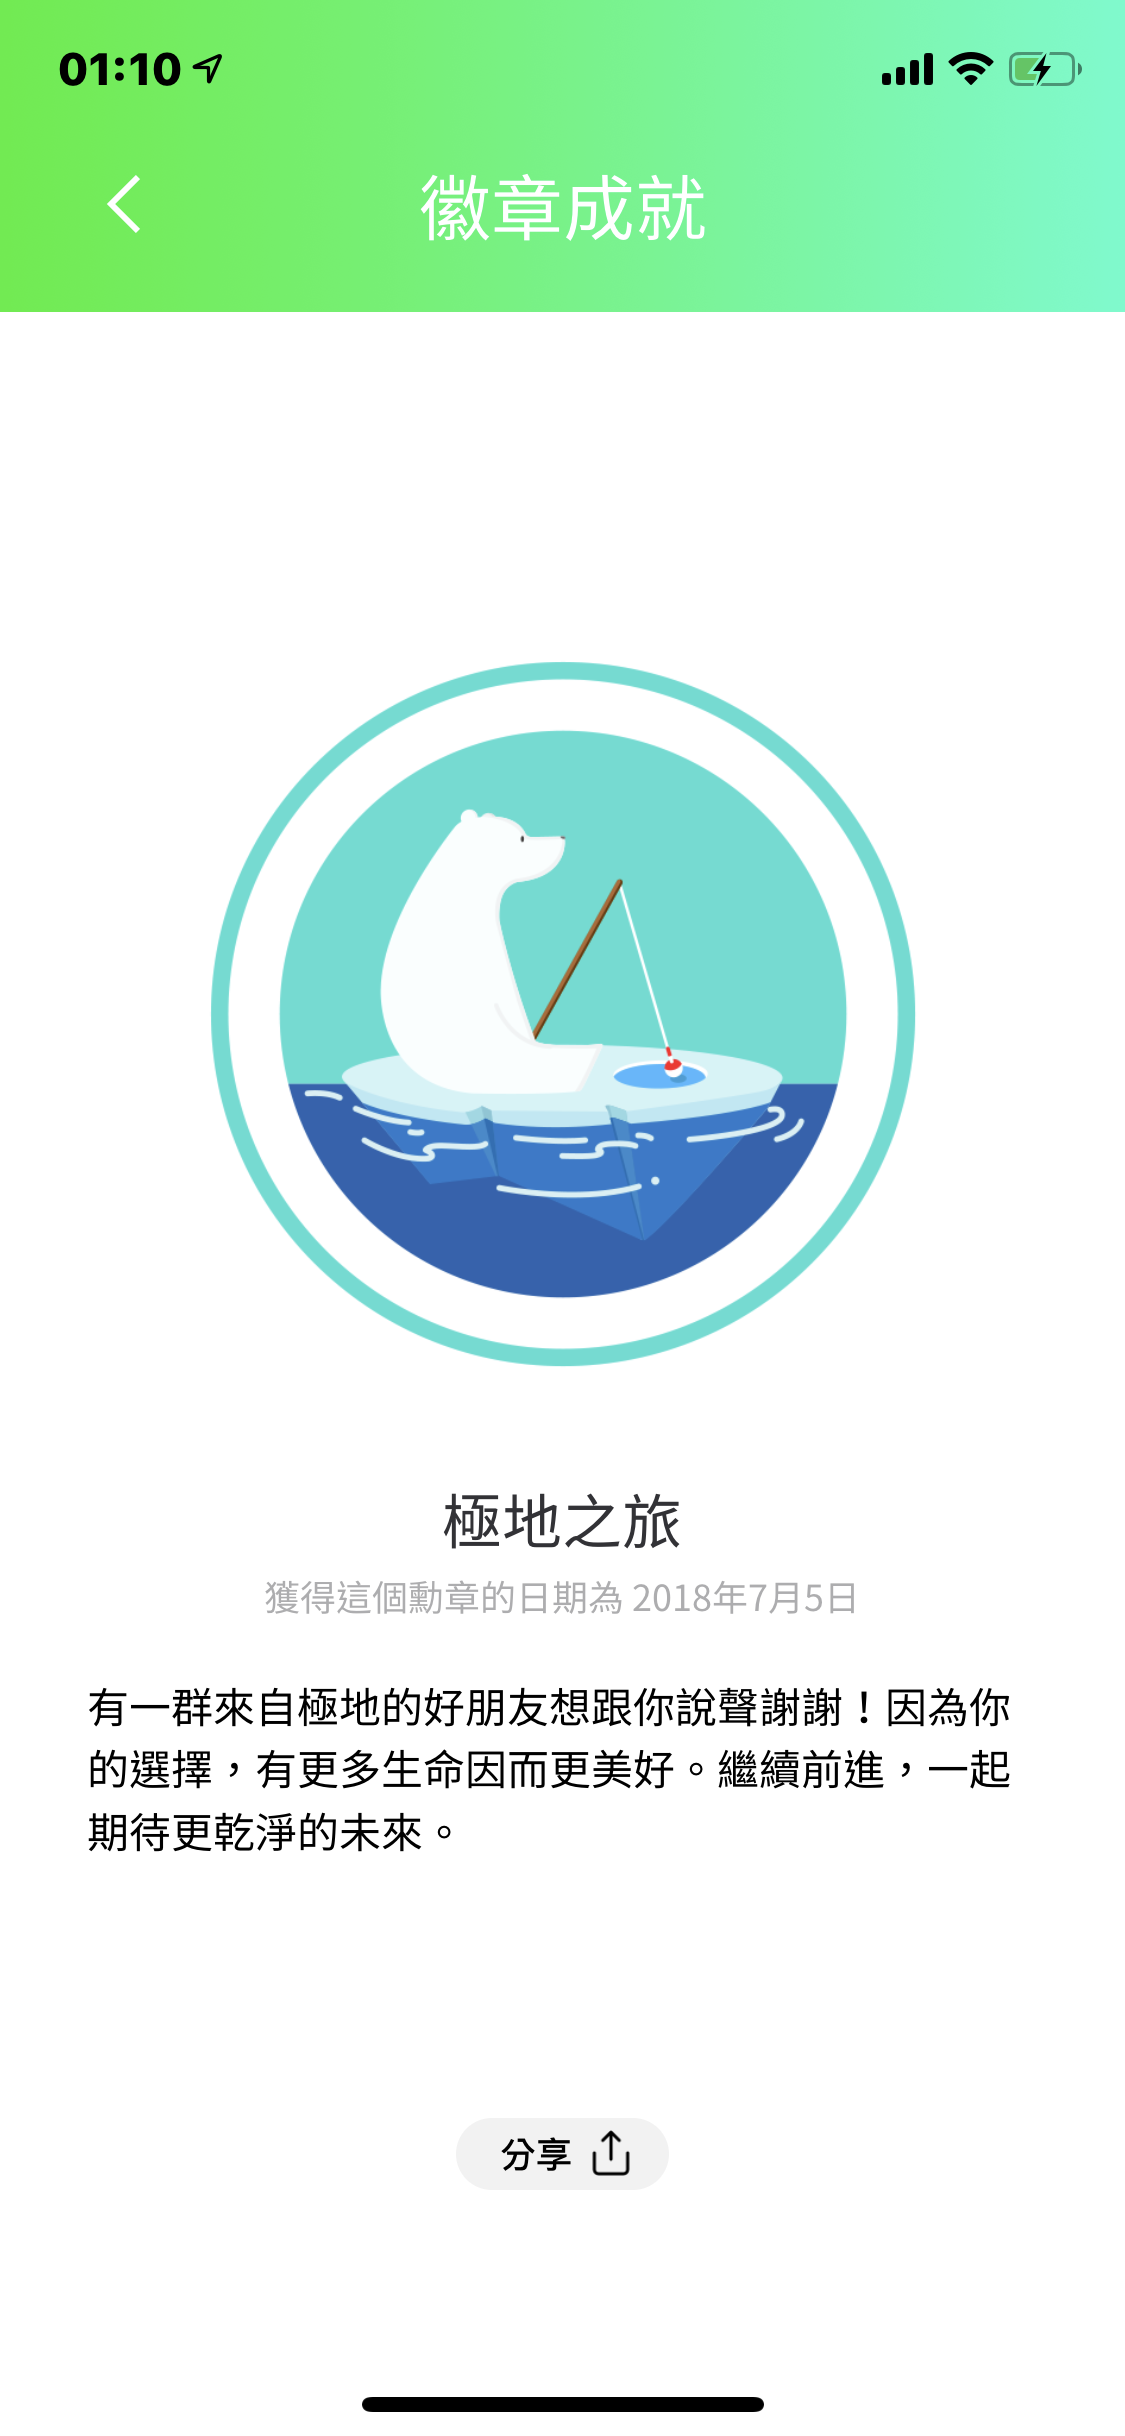 01:10
徽章成就
極地之旅
獲得這個勳章的日期為 2018年7月5日
有一群來自極地的好朋友想跟你說聲謝謝！因為你
的選擇，有更多生命因而更美好。繼續前進，一起
期待更乾淨的未來。
分享